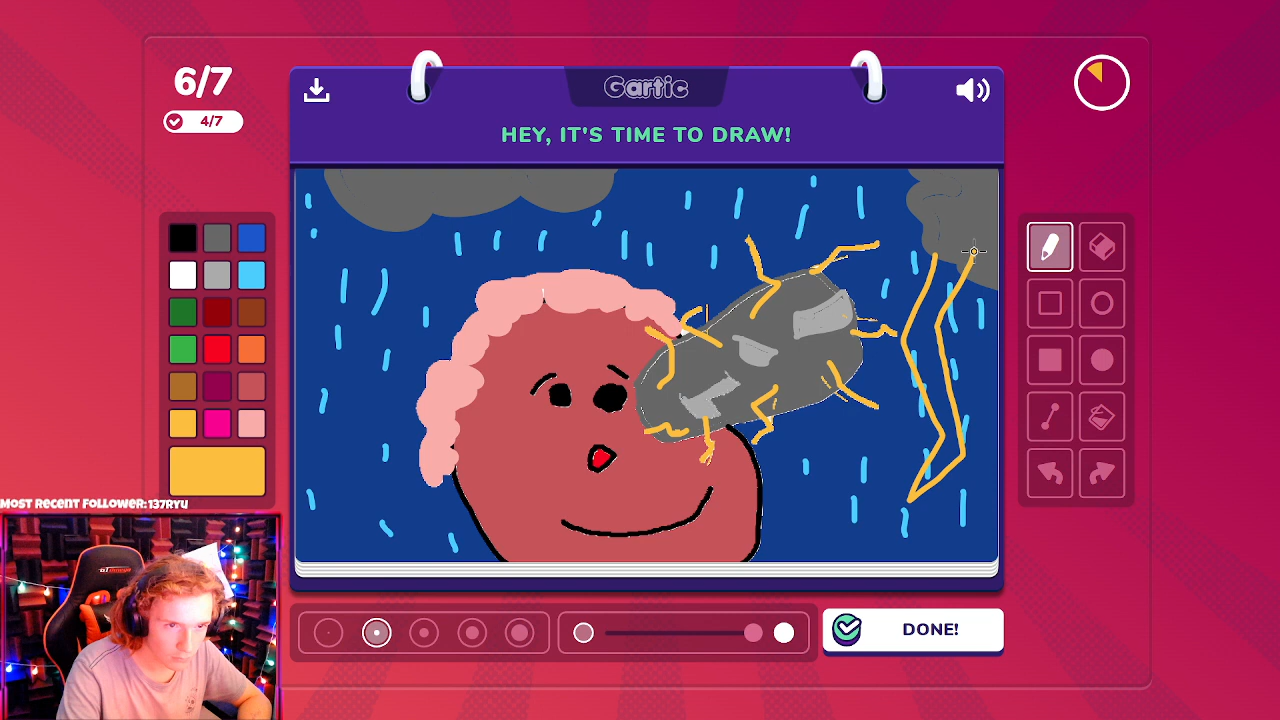 6/7
4/7
Gartic
HEY, IT'S TIME TO DRAW!
MOST RECENT FOLLOWER: 137RYU
DONE!